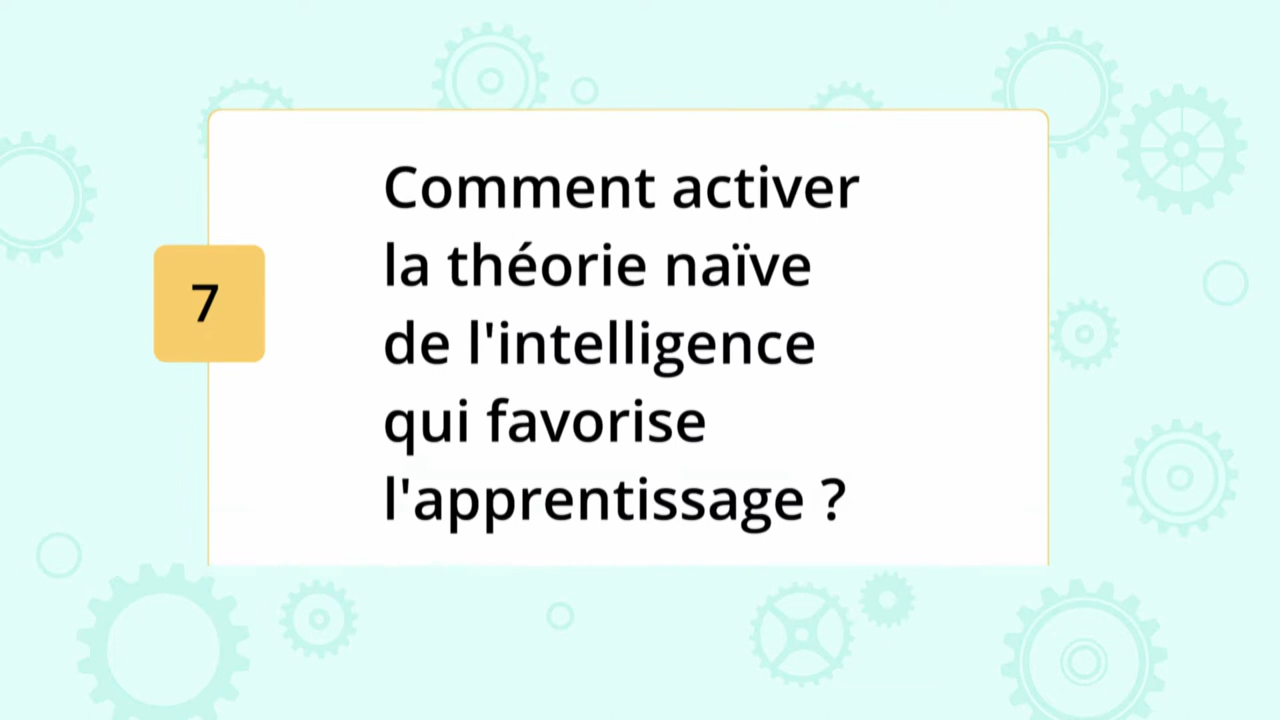 7
Comment activer
la théorie naïve
de l'intelligence
qui favorise
l'apprentissage ?